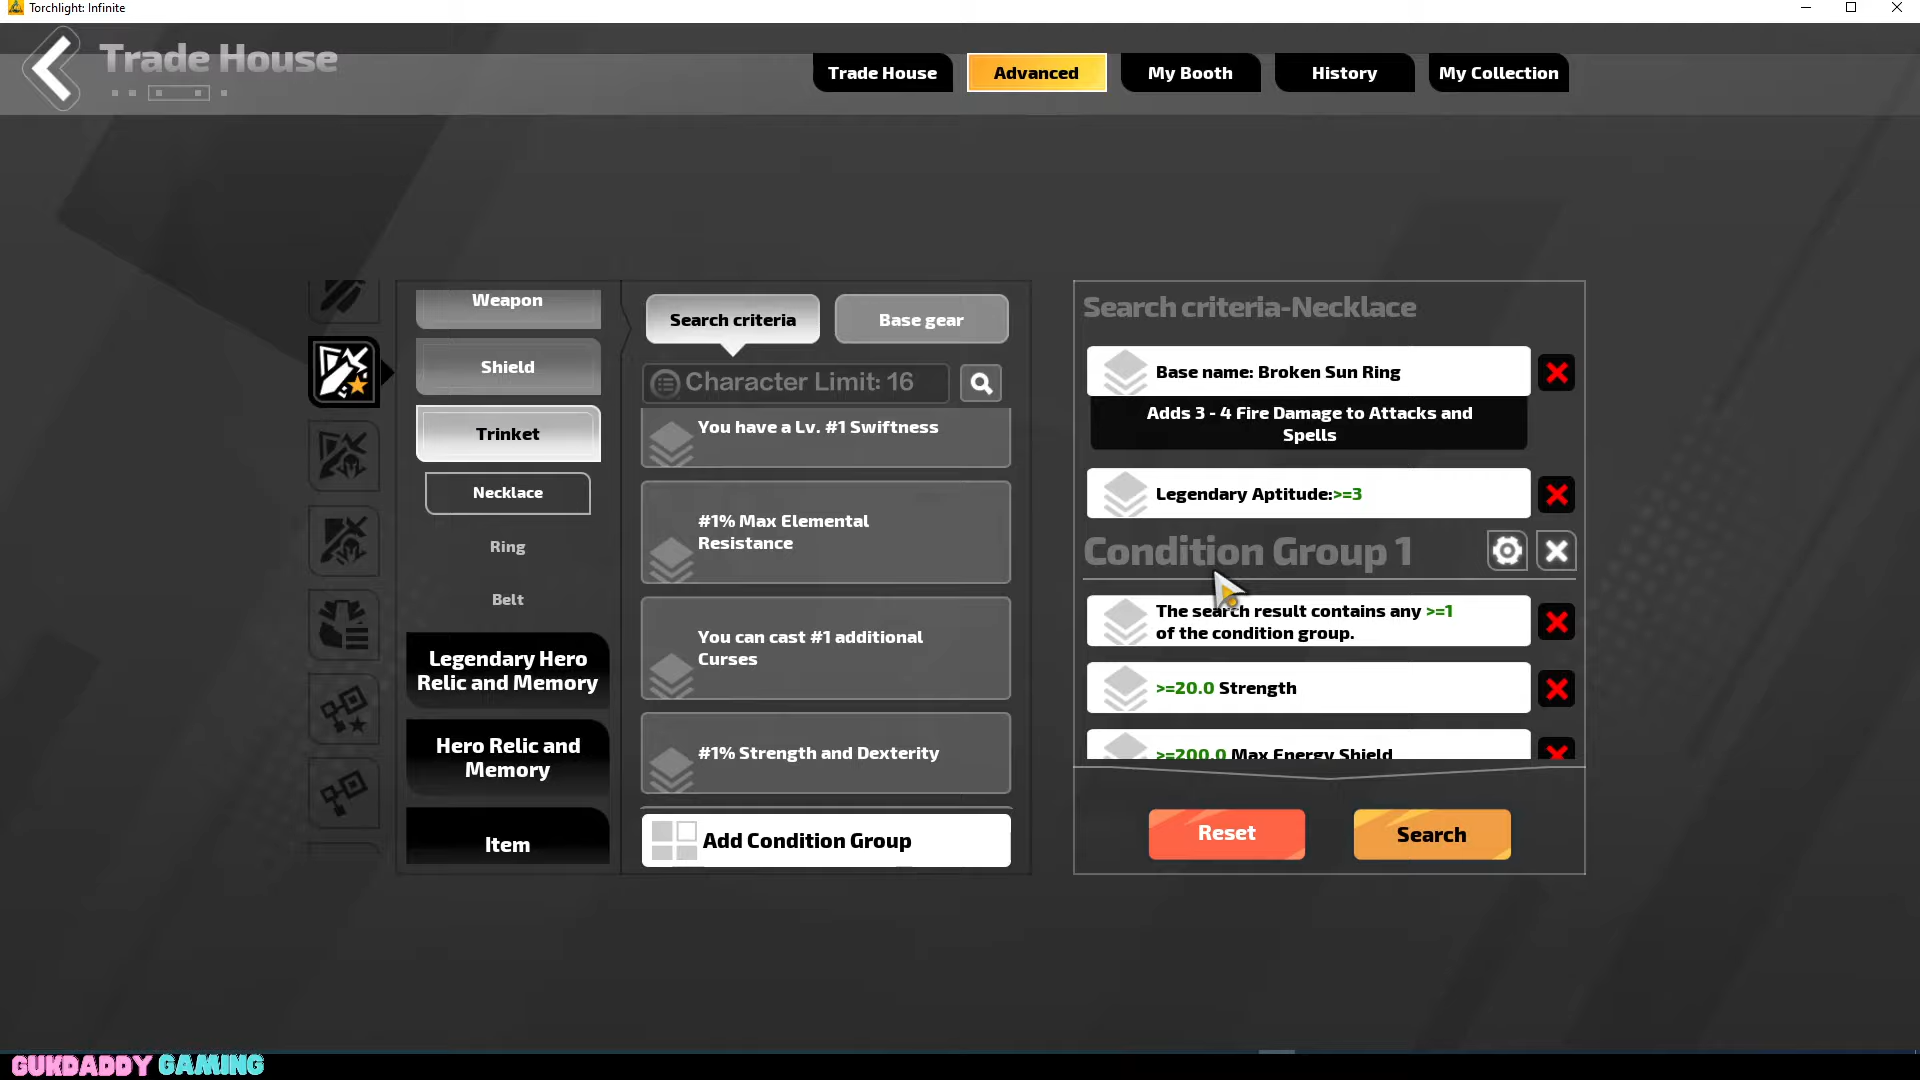 Torchlight: Infinite
Trade House
Trade House
Advanced
My Booth
History
My Collection
Weapon
Shield
Trinket
Necklace
Ring
Belt
Legendary Hero
Relic and Memory
Hero Relic and
Memory
Item
Search criteria
Base gear
Character Limit: 16
You have a Lv. #1 Swiftness
#1% Max Elemental
Resistance
You can cast #1 additional
Curses
#1% Strength and Dexterity
Add Condition Group
Search criteria-Necklace
Base name: Broken Sun Ring
Adds 3 - 4 Fire Damage to Attacks and
Spells
Legendary Aptitude:>=3
Condition Group 1
The search result contains any >=1
of the condition group.
>=20.0 Strength
>=200.0 Max Energy Shield
Reset
Search
GUKDADDY GAMING